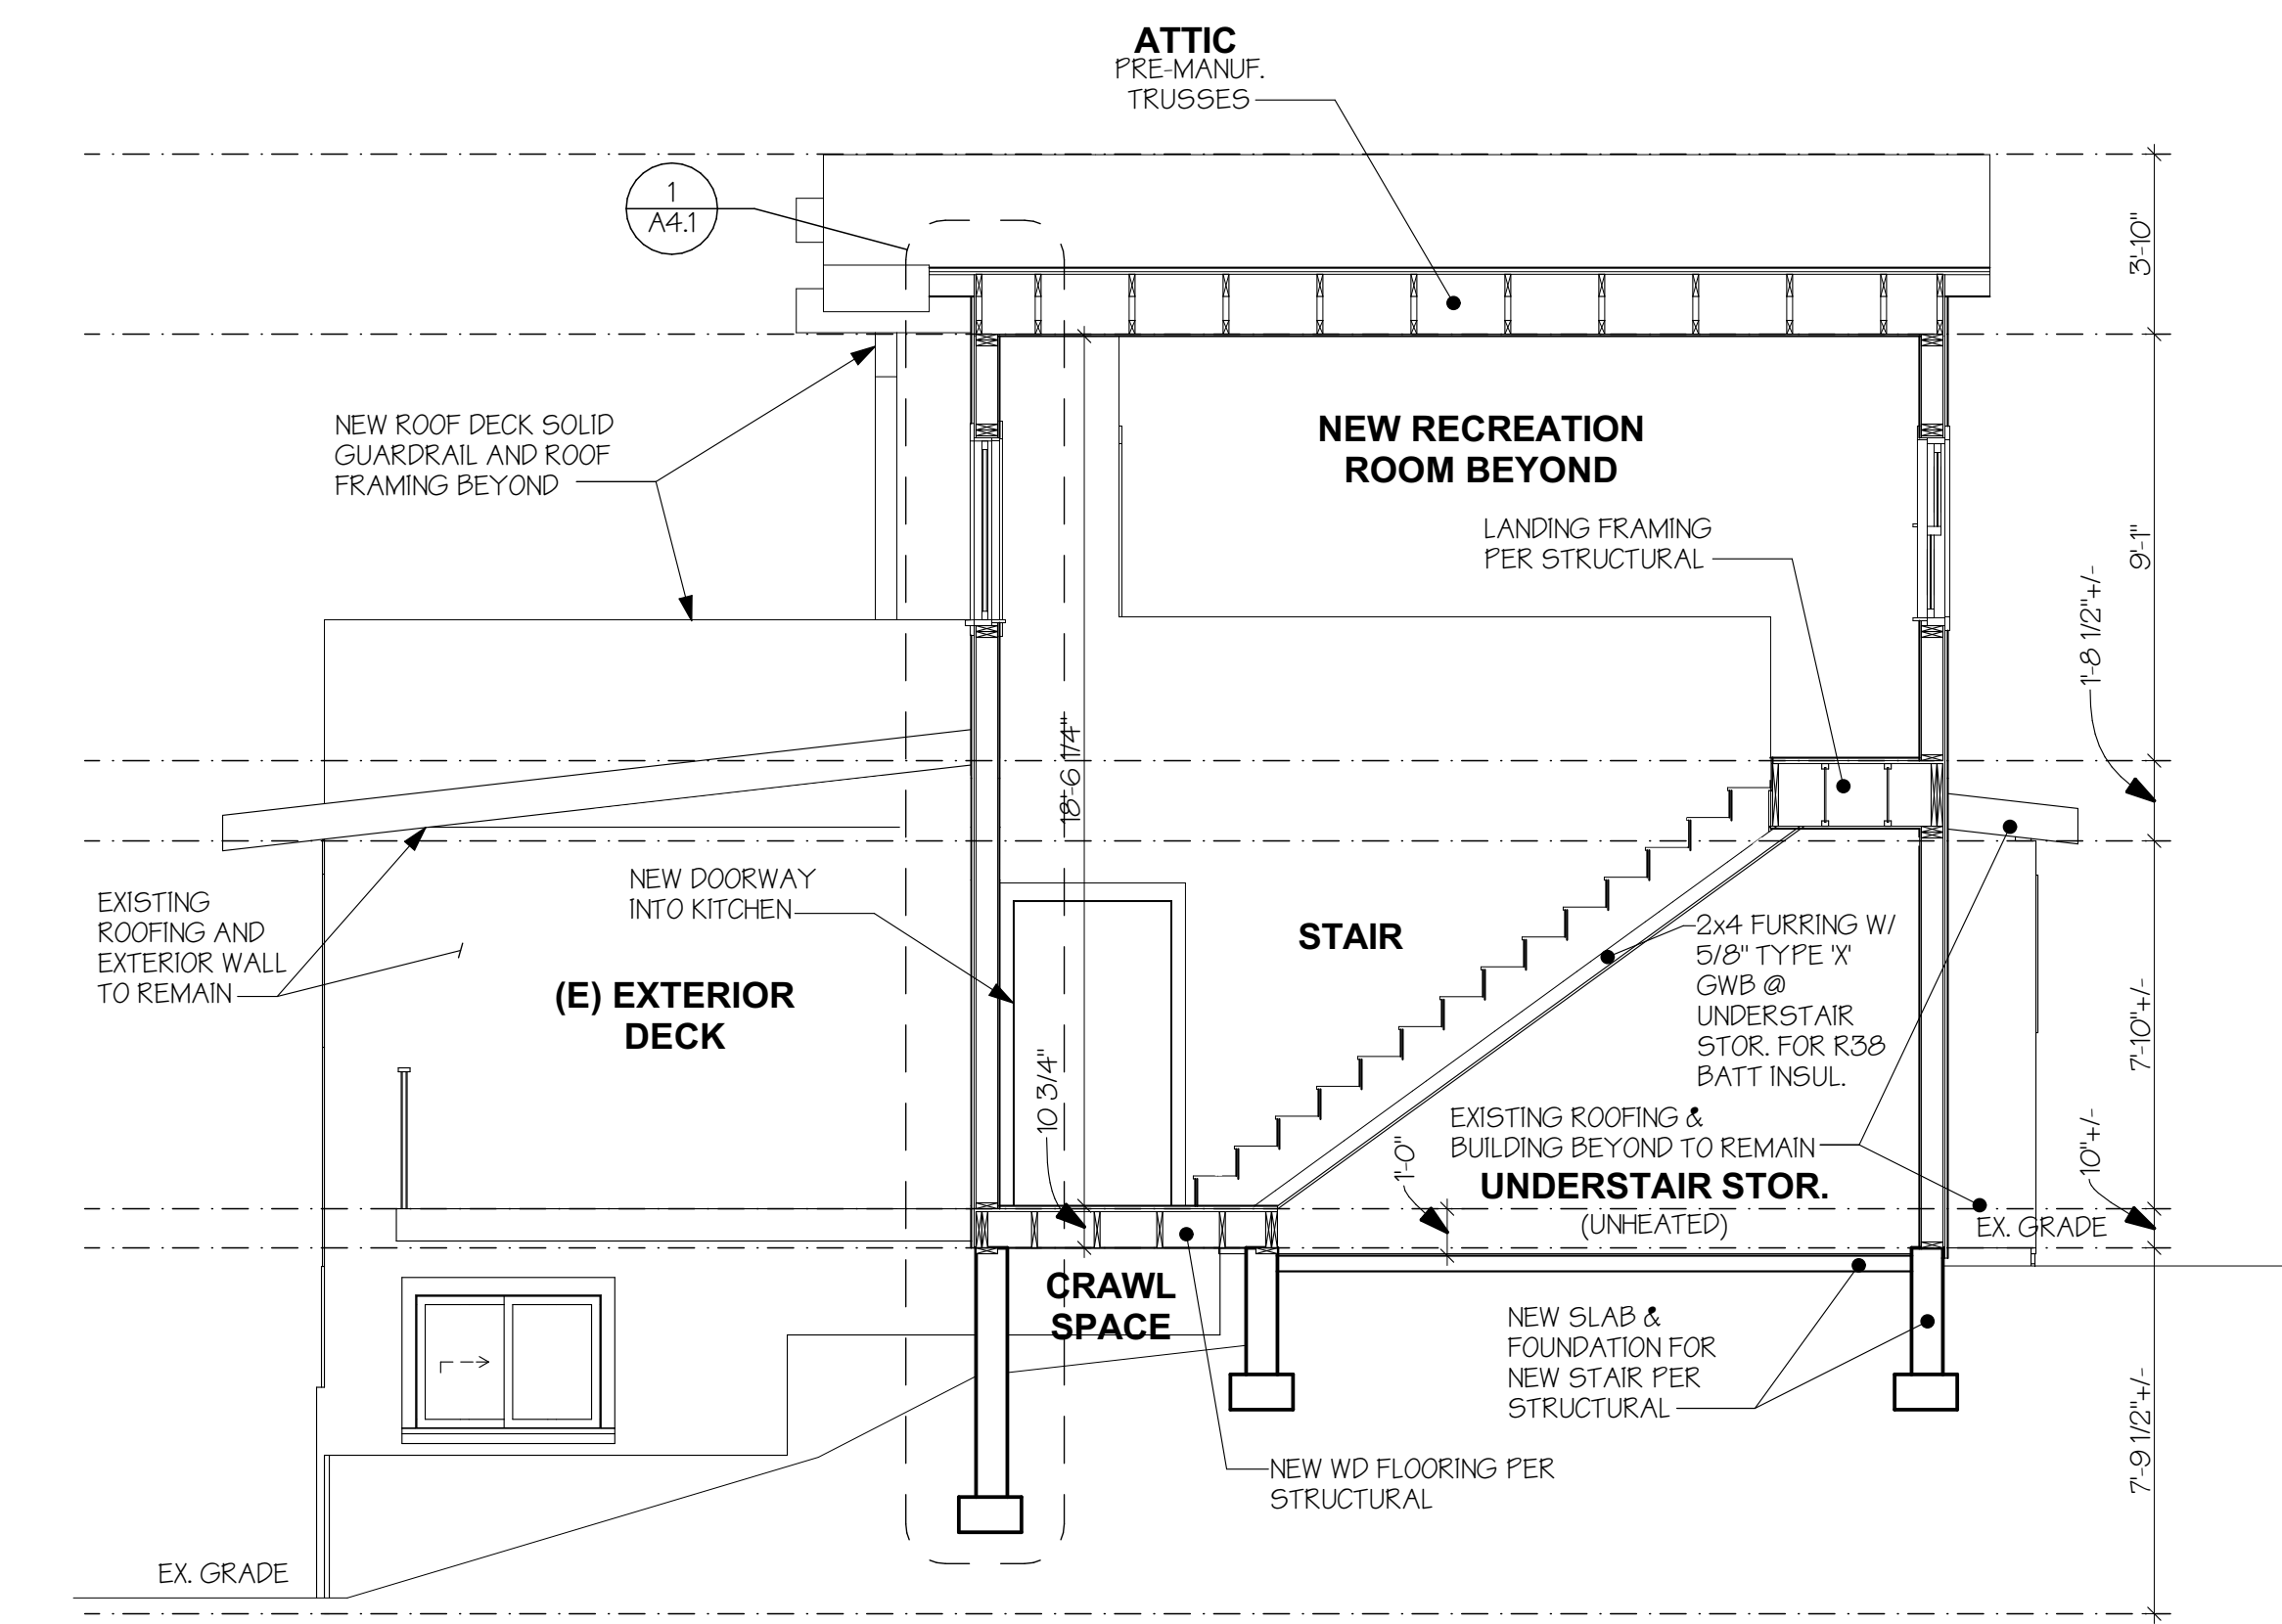 ATTIC
PRE-MANUF.
TRUSSES
1
A4.1
3'-10"
NEW ROOF DECK SOLID
GUARDRAIL AND ROOF
FRAMING BEYOND
NEW RECREATION
ROOM BEYOND
LANDING FRAMING
PER STRUCTURAL
9'-1"
1'-8 1/2"+/-
18'-6 1/4"
EXISTING
ROOFING AND
EXTERIOR WALL
TO REMAIN
NEW DOORWAY
INTO KITCHEN
(E) EXTERIOR
DECK
STAIR
2x4 FURRING W/
5/8" TYPE 'X'
GWB @
UNDERSTAIR
STOR. FOR R38
BATT INSUL.
7'-10"+/-
10 3/4"
1'-0"
EXISTING ROOFING &
BUILDING BEYOND TO REMAIN
UNDERSTAIR STOR.
(UNHEATED)
10"+/-
EX. GRADE
CRAWL
SPACE
NEW SLAB &
FOUNDATION FOR
NEW STAIR PER
STRUCTURAL
7'-9 1/2"+/-
NEW WD FLOORING PER
STRUCTURAL
EX. GRADE